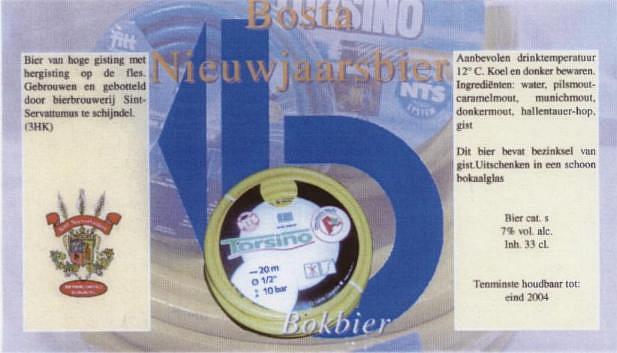 Bosta
Nieuwjaarsbier
Bier van hoge gisting met
hergisting op de fles.
Gebrouwen en gebotteld
door bierbrouwerij Sint-
Servattumus te schijndel.
(3HK)
TORSINO
NTS
SYSTEM
Torsino
20 m
Ø 1/2"
10 bar
Bokbier
Aanbevolen drinktemperatuur
12° C. Koel en donker bewaren.
Ingrediënten: water, pilsmout-
caramelmout, munichmout,
donkermout, hallentauer-hop,
gist
Dit bier bevat bezinksel van
gist.Uitschenken in een schoon
bokaalglas
Bier cat. s
7% vol. alc.
Inh. 33 cl.
Tenminste houdbaar tot:
eind 2004